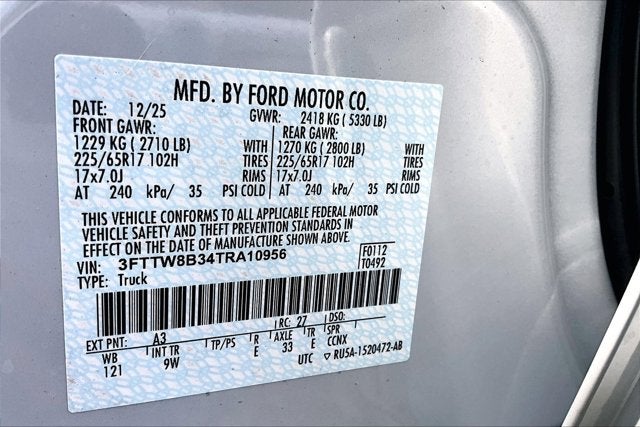 MFD. BY FORD MOTOR CO.
DATE: 12/25 GVWR: 2418 KG ( 5330 LB)
FRONT GAWR: REAR GAWR:
1229 KG ( 2710 LB) WITH 1270 KG ( 2800 LB) WITH
225/65R17 102H TIRES 225/65R17 102H TIRES
17x7.0J RIMS 17x7.0J RIMS
AT 240 kPa/ 35 PSI COLD AT 240 kPa/ 35 PSI COLD
THIS VEHICLE CONFORMS TO ALL APPLICABLE FEDERAL MOTOR
VEHICLE SAFETY AND THEFT PREVENTION STANDARDS IN
EFFECT ON THE DATE OF MANUFACTURE SHOWN ABOVE.
VIN: 3FTTW8B34TRA10956 F0112
TYPE: Truck T0492
EXT PNT: A3 RC: 27 DSO:
WB INT TR TP/PS R AXLE TR SPR
121 9W E 33 E CCNX
UTC ▽ RU5A-1520472-AB